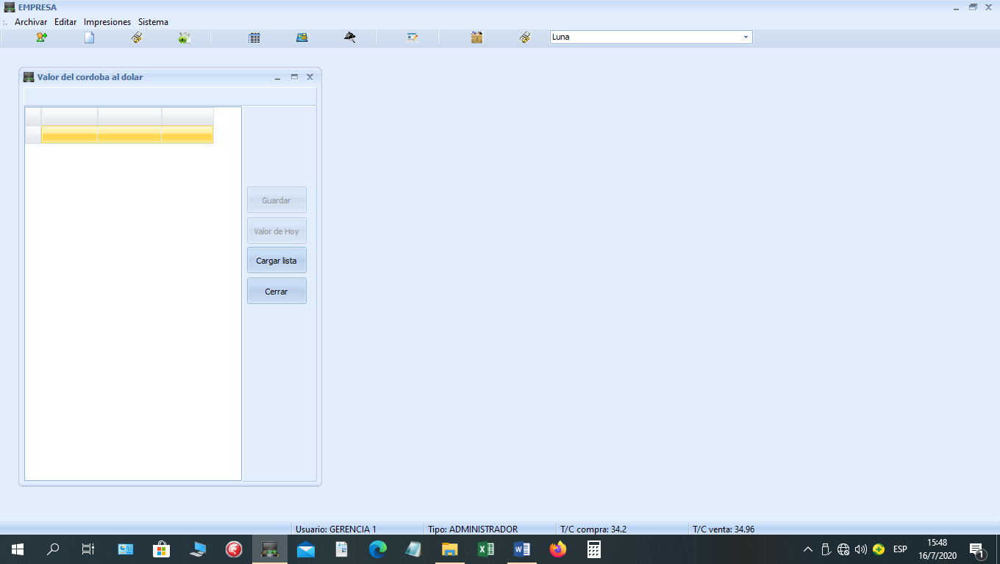 EMPRESA
Archivar Editar Impresiones Sistema
Luna
Valor del cordoba al dolar
Guardar
Valor de Hoy
Cargar lista
Cerrar
Usuario: GERENCIA 1 Tipo: ADMINISTRADOR T/C compra: 34.2 T/C venta: 34.96
ESP
15:48
16/7/2020
1